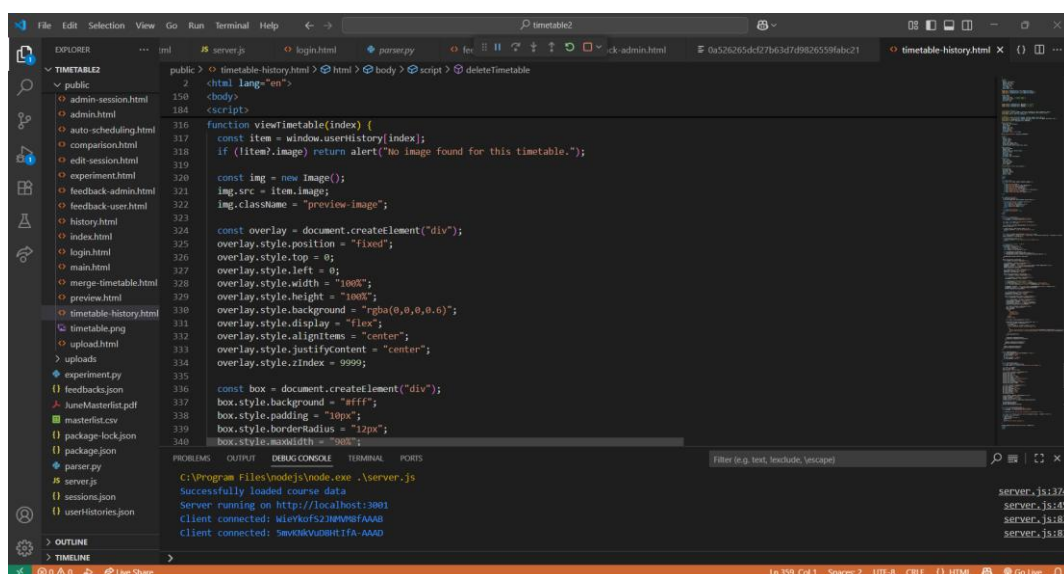 File Edit Selection View Go Run Terminal Help
timetable2
EXPLORER
JS server.js
login.html
parser.py
ck-admin.html
0a526265dcf27b63d7d9826559fabc21
timetable-history.html
TIMETABLE2
public
admin-session.html
admin.html
auto-scheduling.html
comparison.html
edit-session.html
experiment.html
feedback-admin.html
feedback-user.html
history.html
index.html
login.html
main.html
merge-timetable.html
preview.html
timetable-history.html
timetable.png
upload.html
uploads
experiment.py
feedbacks.json
JuneMasterlist.pdf
masterlist.csv
package-lock.json
package.json
parser.py
JS server.js
sessions.json
userHistories.json
OUTLINE
TIMELINE
public > timetable-history.html > html > body > script > deleteTimetable
2 <html lang="en">
150 <body>
184 <script>
316 function viewTimetable(index) {
317 const item = window.userHistory[index];
318 if (!item?.image) return alert("No image found for this timetable.");
319
320 const img = new Image();
321 img.src = item.image;
322 img.className = "preview-image";
323
324 const overlay = document.createElement("div");
325 overlay.style.position = "fixed";
326 overlay.style.top = 0;
327 overlay.style.left = 0;
328 overlay.style.width = "100%";
329 overlay.style.height = "100%";
330 overlay.style.background = "rgba(0,0,0,0.6)";
331 overlay.style.display = "flex";
332 overlay.style.alignItems = "center";
333 overlay.style.justifyContent = "center";
334 overlay.style.zIndex = 9999;
335
336 const box = document.createElement("div");
337 box.style.background = "#fff";
338 box.style.padding = "10px";
339 box.style.borderRadius = "12px";
340 box.style.maxWidth = "90%";
PROBLEMS OUTPUT DEBUG CONSOLE TERMINAL PORTS
Filter (e.g. text, !exclude, \escape)
C:\Program Files\nodejs\node.exe .\server.js
Successfully loaded course data
Server running on http://localhost:3001
Client connected:
Client connected:
Live Share
Ln 359, Col 1 Spaces: 2 UTF-8 CRLF {} HTML Go Live